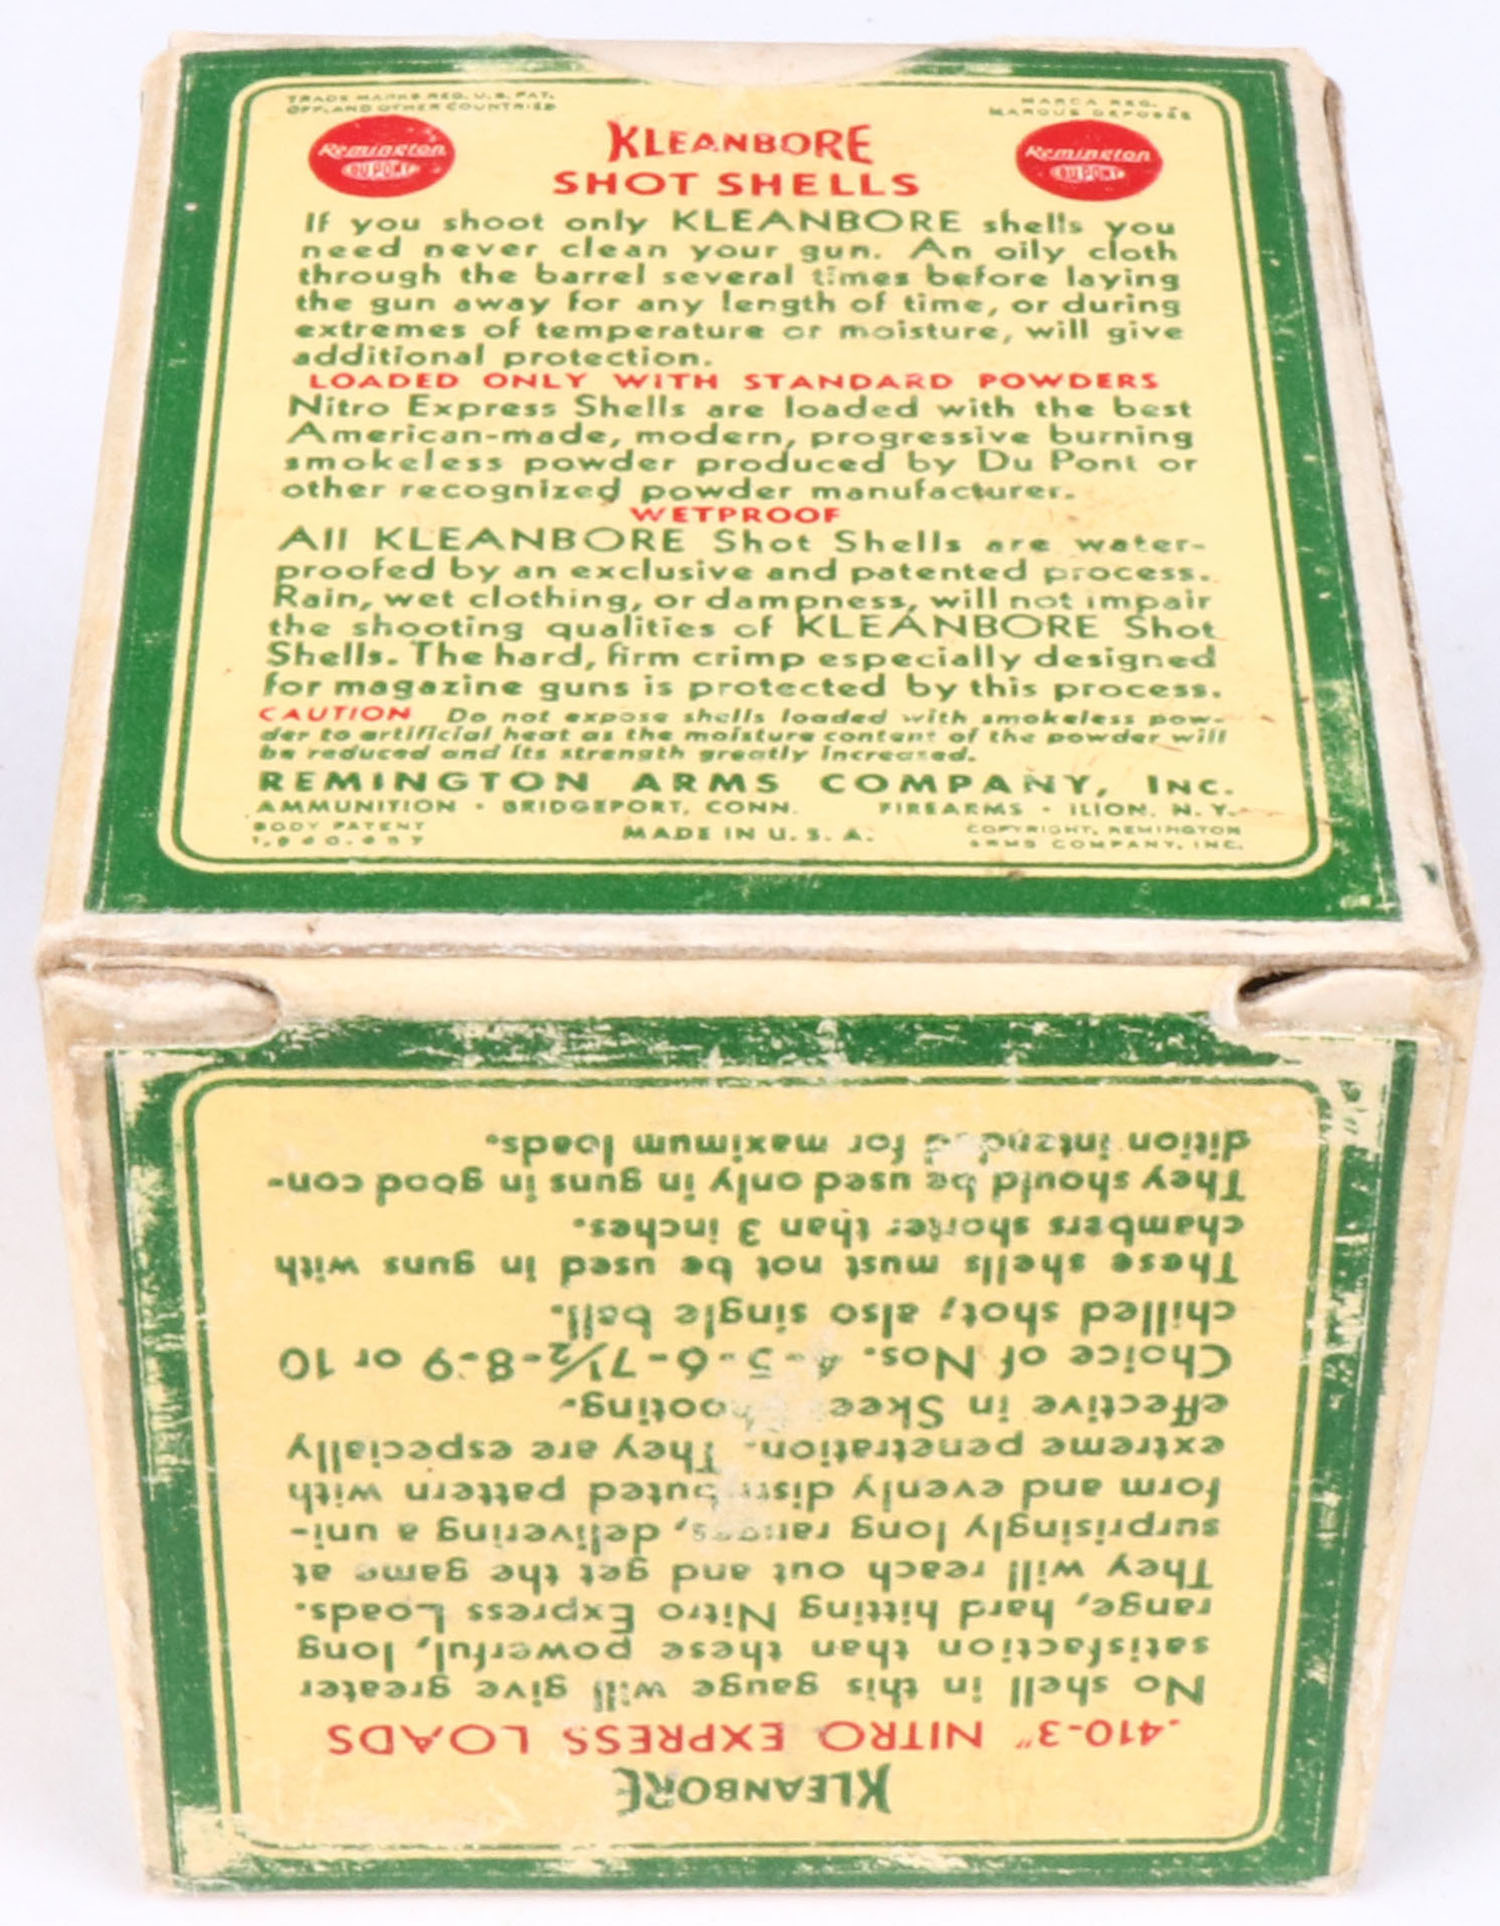 TRADE MARKS REG. U.S. PAT.
OFF. AND OTHER COUNTRIES
MARCA REG.
MARQUE DEPOSÉE
Remington
DU PONT
Remington
DU PONT
KLEANBORE
SHOT SHELLS
If you shoot only KLEANBORE shells you
need never clean your gun. An oily cloth
through the barrel several times before laying
the gun away for any length of time, or during
extremes of temperature or moisture, will give
additional protection.
LOADED ONLY WITH STANDARD POWDERS
Nitro Express Shells are loaded with the best
American-made, modern, progressive burning
smokeless powder produced by Du Pont or
other recognized powder manufacturer.
WETPROOF
All KLEANBORE Shot Shells are water-
proofed by an exclusive and patented process.
Rain, wet clothing, or dampness, will not impair
the shooting qualities of KLEANBORE Shot
Shells. The hard, firm crimp especially designed
for magazine guns is protected by this process.
CAUTION Do not expose shells loaded with smokeless pow-
der to artificial heat as the moisture content of the powder will
be reduced and its strength greatly increased.
REMINGTON ARMS COMPANY, INC.
AMMUNITION • BRIDGEPORT, CONN. FIREARMS • ILION, N. Y.
BODY PATENT
MADE IN U. S. A.
COPYRIGHT, REMINGTON
ARMS COMPANY, INC.
KLEANBORE
.410-3" NITRO EXPRESS LOADS
No shell in this gauge will give greater
satisfaction than these powerful, long
range, hard hitting Nitro Express Loads.
They will reach out and get the game at
surprisingly long ranges, delivering a uni-
form and evenly distributed pattern with
extreme penetration. They are especially
effective in Skeet shooting.
Choice of Nos. 4-5-6-7½-8-9 or 10
chilled shot; also single ball.
These shells must not be used in guns with
chambers shorter than 3 inches.
They should be used only in guns in good con-
dition intended for maximum loads.